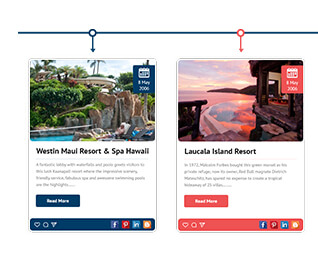 8 May
2006
Westin Maui Resort & Spa Hawaii
A fantastic lobby with waterfalls and pools greets visitors to
this lush Kaanapali resort where the impressive scenery,
friendly service, fabulous spa and awesome swimming pools
are the highlights......
Read More
8 May
2006
Laucala Island Resort
In 1972, Malcolm Forbes bought this green island as his
private refuge; now its owner, Red Bull magnate Dietrich
Mateschitz has spared no expense to create a tropical
hideaway of 25 villas......
Read More